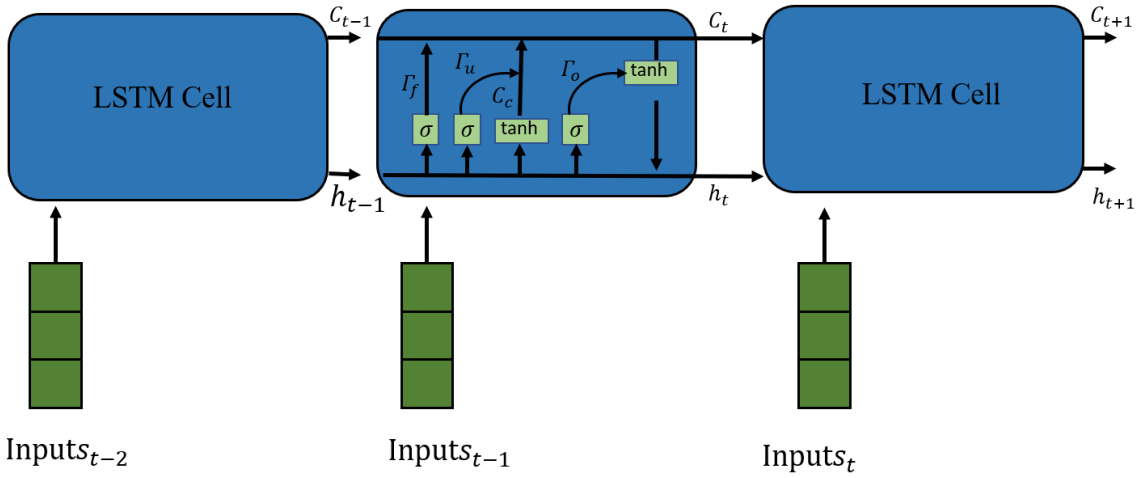 C_{t-1}
C_t
C_{t+1}
LSTM Cell
Γ_f
Γ_u
C_c
Γ_o
tanh
σ
σ
tanh
σ
LSTM Cell
h_{t-1}
h_t
h_{t+1}
Inputs_{t-2}
Inputs_{t-1}
Inputs_t